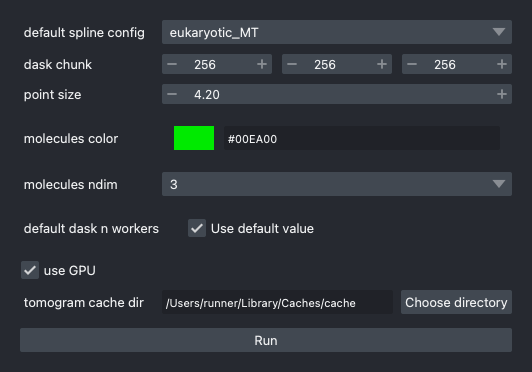 default spline config eukaryotic_MT
dask chunk − 256 + − 256 + − 256 +
point size − 4.20 +
molecules color #00EA00
molecules ndim 3
default dask n workers Use default value
use GPU
tomogram cache dir /Users/runner/Library/Caches/cache Choose directory
Run